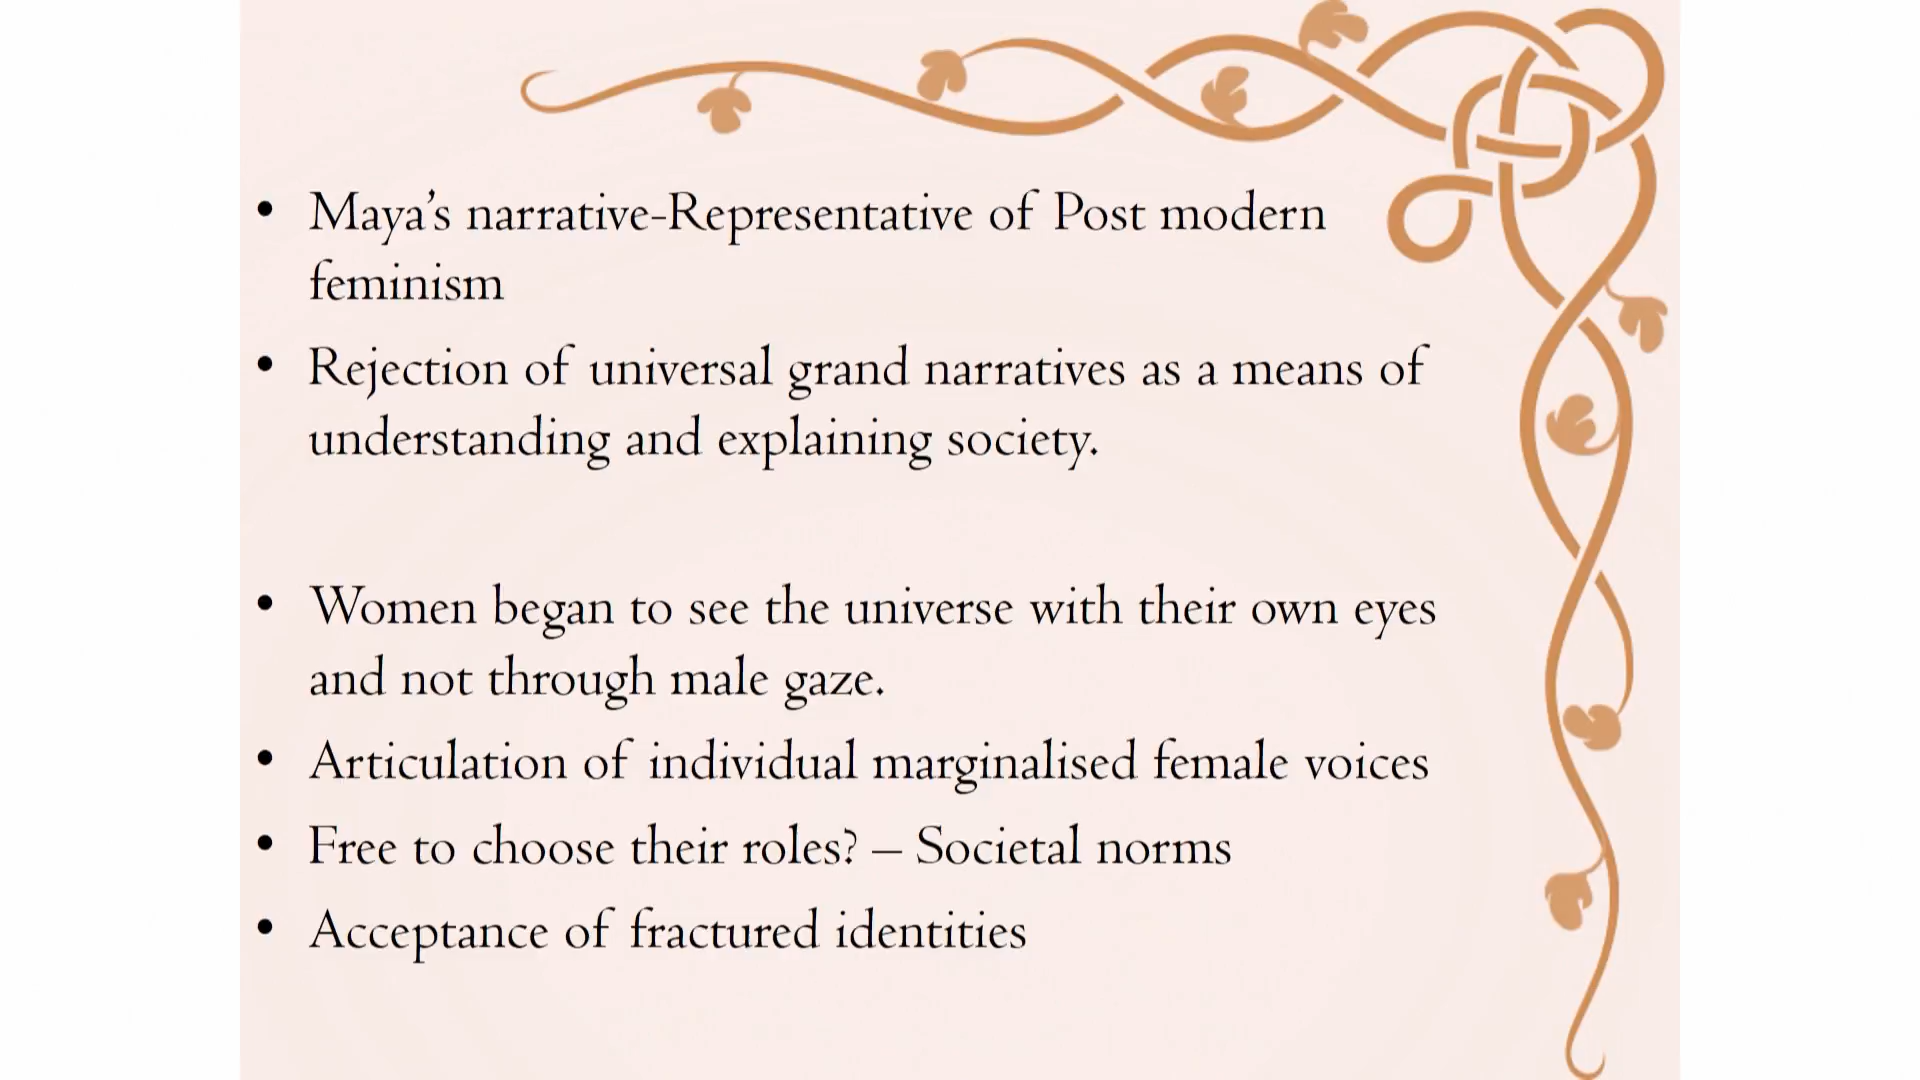 • Maya’s narrative-Representative of Post modern
feminism
• Rejection of universal grand narratives as a means of
understanding and explaining society.
• Women began to see the universe with their own eyes
and not through male gaze.
• Articulation of individual marginalised female voices
• Free to choose their roles? – Societal norms
• Acceptance of fractured identities